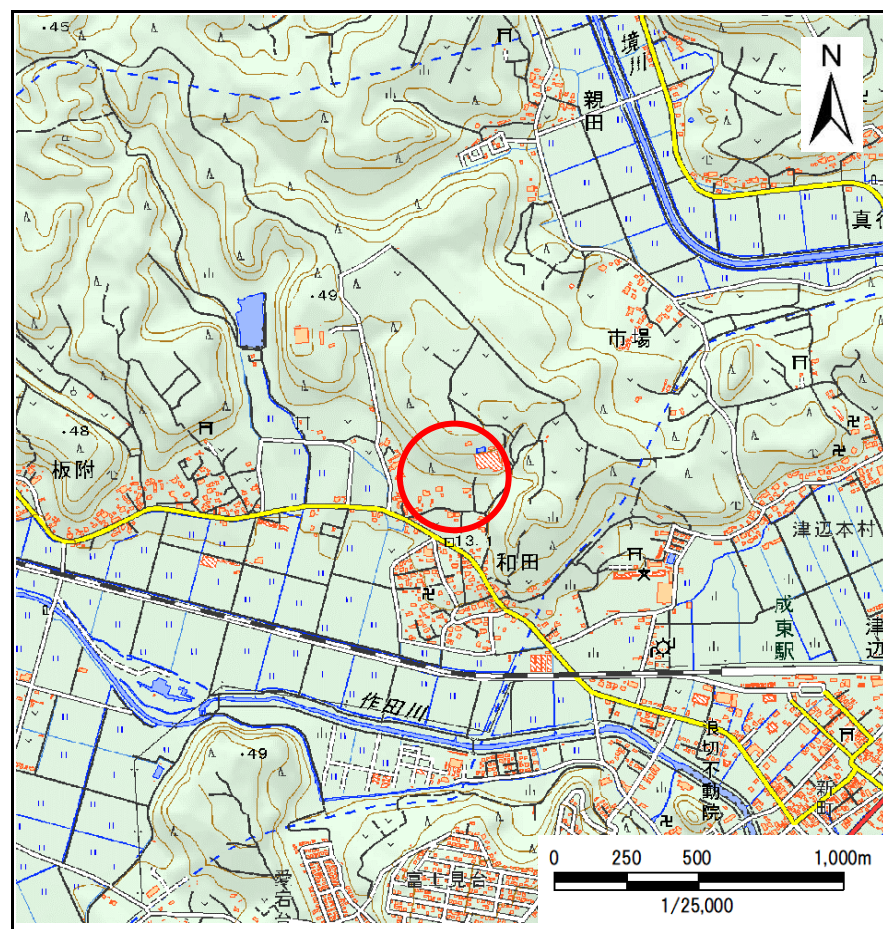 ・45
境川
N
親田
20
真行
・49
市場
・48
板附
13.1
和田
津辺本村
成東駅
津辺
作田川
・49
浪切不動院
新町
愛宕台
富士見台
0 250 500 1,000m
1/25,000